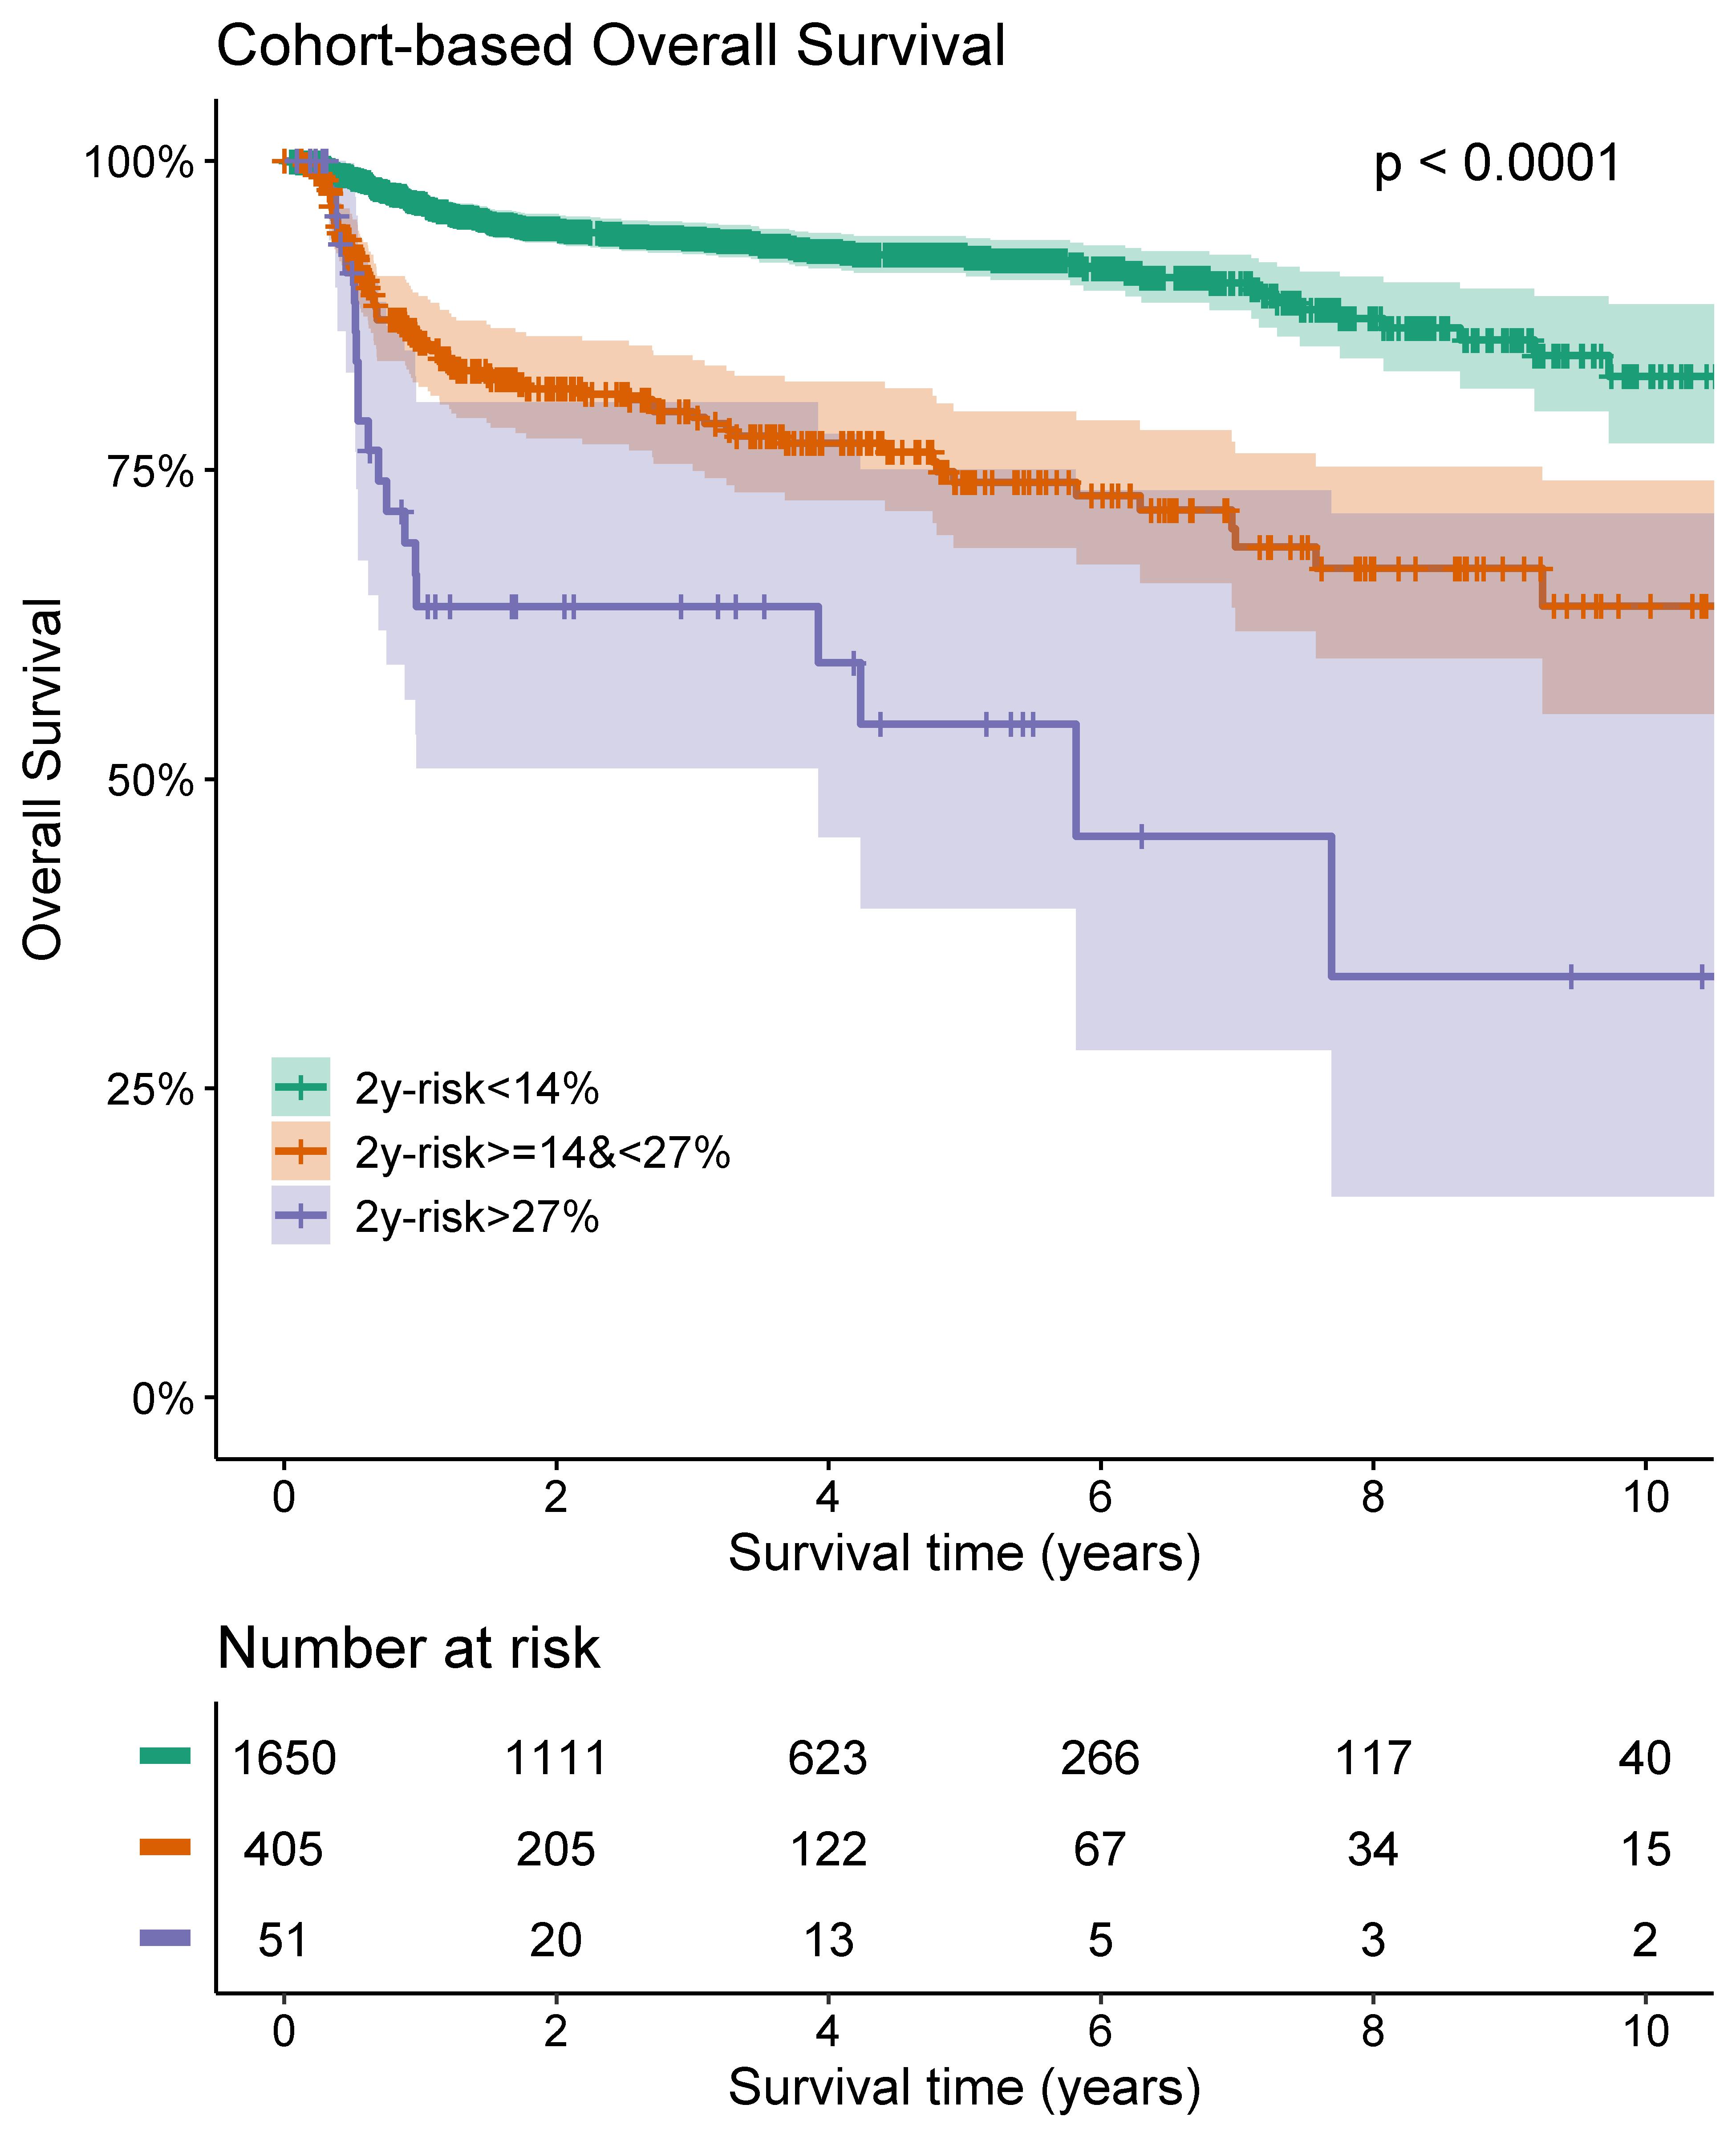 Cohort-based Overall Survival
p < 0.0001
100%
75%
50%
25%
0%
Overall Survival
2y-risk<14%
2y-risk>=14&<27%
2y-risk>27%
0 2 4 6 8 10
Survival time (years)
Number at risk
1650 1111 623 266 117 40
405 205 122 67 34 15
51 20 13 5 3 2
0 2 4 6 8 10
Survival time (years)